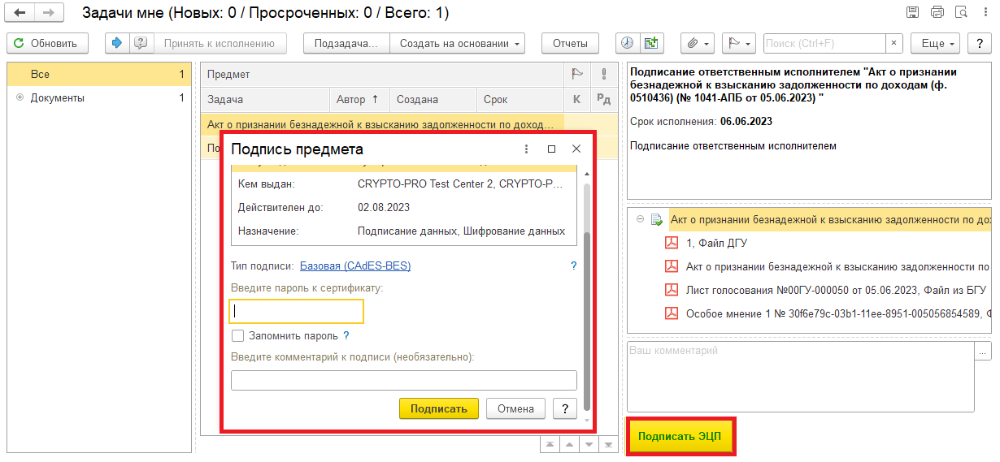 Задачи мне (Новых: 0 / Просроченных: 0 / Всего: 1)
Обновить
Принять к исполнению
Подзадача...
Создать на основании
Отчеты
Поиск (Ctrl+F)
×
Еще
?
Все 1
Документы 1
Предмет
Задача Автор ↑ Создана Срок К Рд
Акт о признании безнадежной к взысканию задолженности по доход...
По
Подпись предмета
Кем выдан: CRYPTO-PRO Test Center 2, CRYPTO-P...
Действителен до: 02.08.2023
Назначение: Подписание данных, Шифрование данных
Тип подписи: Базовая (CAdES-BES) ?
Введите пароль к сертификату:
Запомнить пароль ?
Введите комментарий к подписи (необязательно):
Подписать Отмена ?
Подписание ответственным исполнителем "Акт о признании
безнадежной к взысканию задолженности по доходам (ф.
0510436) (№ 1041-АПБ от 05.06.2023) "
Срок исполнения: 06.06.2023
Подписание ответственным исполнителем
Акт о признании безнадежной к взысканию задолженности по дох
1, Файл ДГУ
Акт о признании безнадежной к взысканию задолженности по
Лист голосования №00ГУ-000050 от 05.06.2023, Файл из БГУ
Особое мнение 1 № 30f6e79c-03b1-11ee-8951-005056854589, Ф
Ваш комментарий
...
Подписать ЭЦП